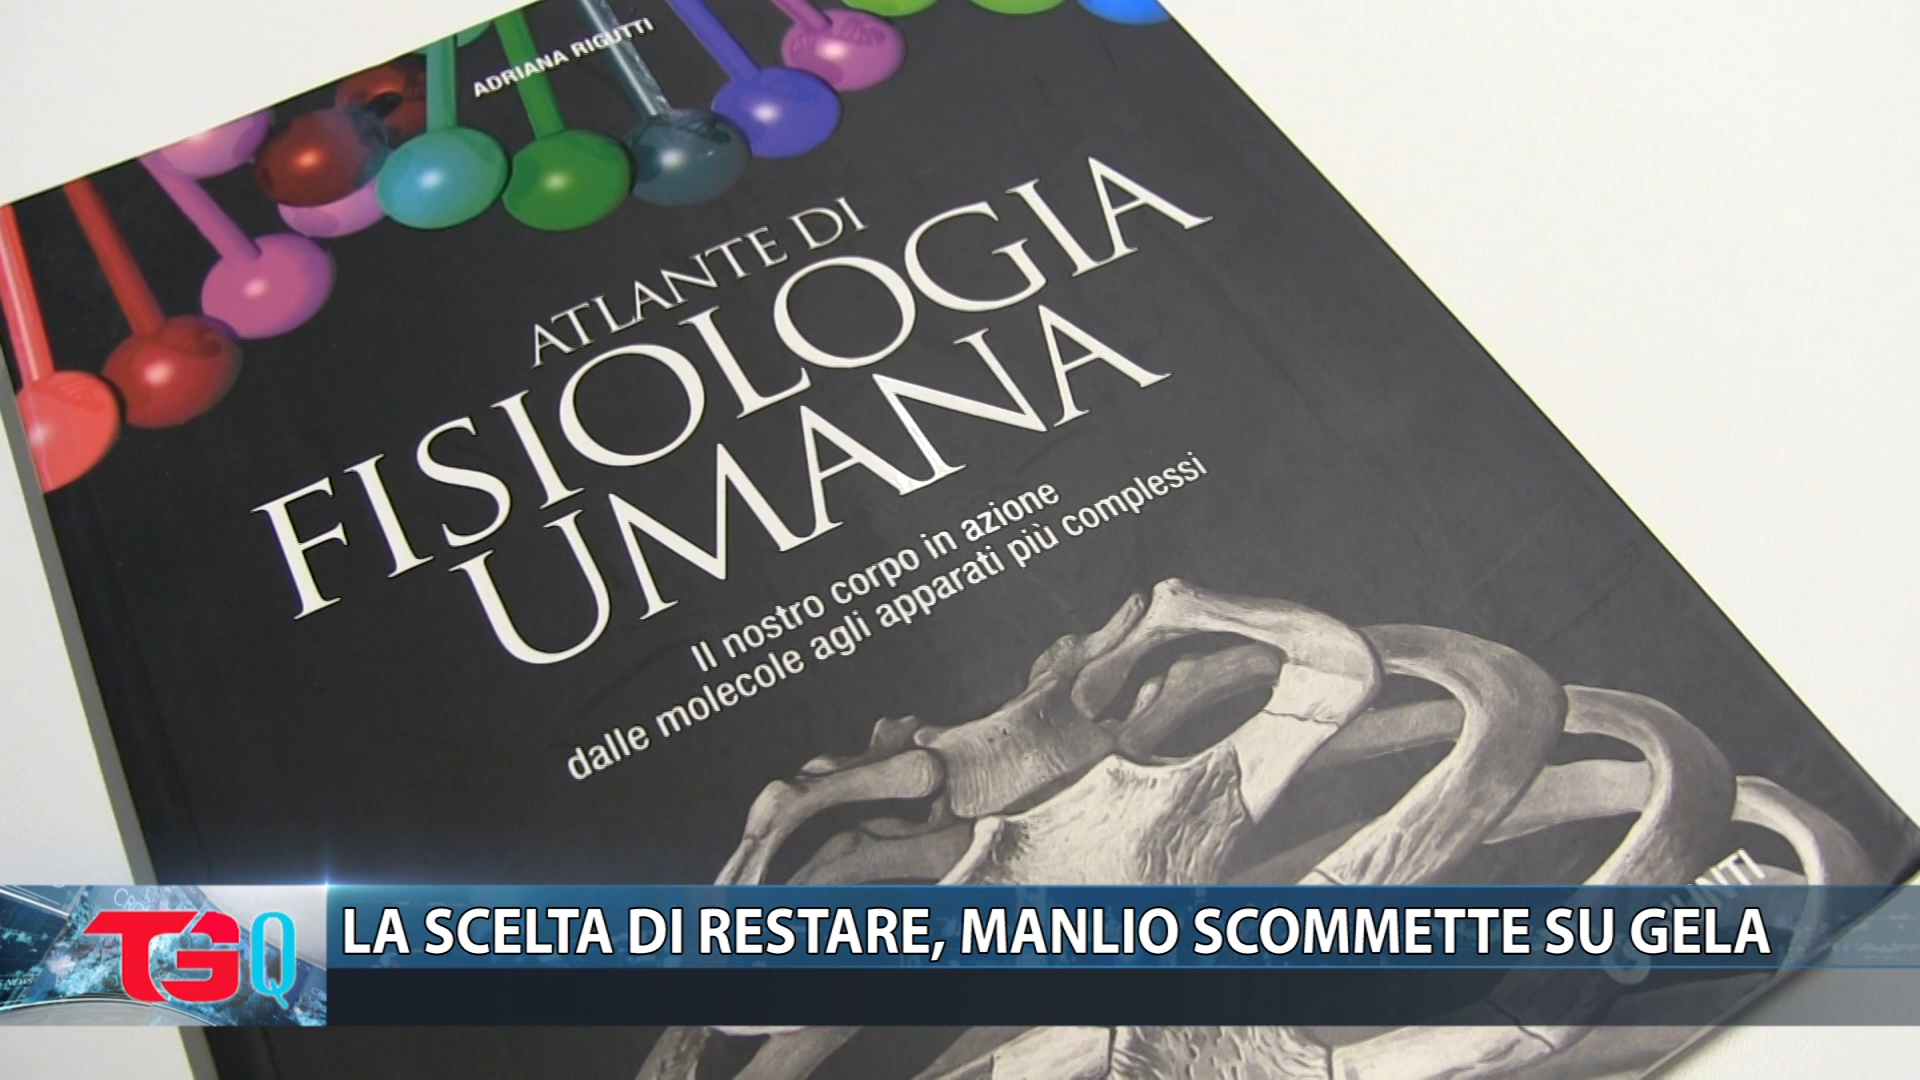 ADRIANA RIGUTTI
ATLANTE DI
FISIOLOGIA
UMANA
Il nostro corpo in azione
dalle molecole agli apparati più complessi
TGQ
LA SCELTA DI RESTARE, MANLIO SCOMMETTE SU GELA